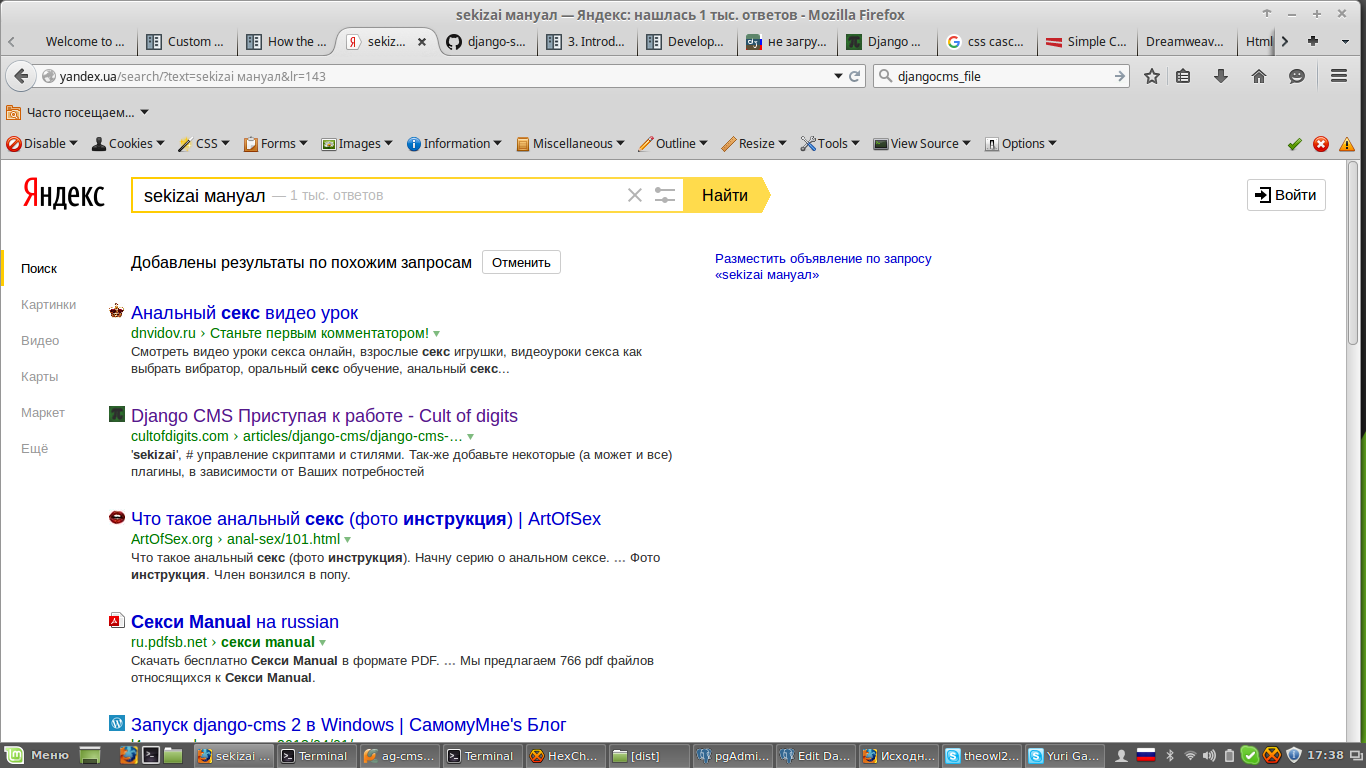 sekizai мануал — Яндекс: нашлась 1 тыс. ответов - Mozilla Firefox
Welcome to ...
Custom ...
How the ...
sekiz...
django-s...
3. Introd...
Develop...
не загру...
Django ...
css casc...
Simple C...
Dreamweav...
Html
yandex.ua/search/?text=sekizai мануал&lr=143
djangocms_file
Часто посещаем...
Disable
Cookies
CSS
Forms
Images
Information
Miscellaneous
Outline
Resize
Tools
View Source
Options
Яндекс
sekizai мануал — 1 тыс. ответов
Найти
Войти
Поиск
Картинки
Видео
Карты
Маркет
Ещё
Добавлены результаты по похожим запросам
Отменить
Разместить объявление по запросу
«sekizai мануал»
Анальный секс видео урок
dnvidov.ru › Станьте первым комментатором!
Смотреть видео уроки секса онлайн, взрослые секс игрушки, видеоуроки секса как
выбрать вибратор, оральный секс обучение, анальный секс...
Django CMS Приступая к работе - Cult of digits
cultofdigits.com › articles/django-cms/django-cms-...
'sekizai', # управление скриптами и стилями. Так-же добавьте некоторые (а может и все)
плагины, в зависимости от Ваших потребностей
Что такое анальный секс (фото инструкция) | ArtOfSex
ArtOfSex.org › anal-sex/101.html
Что такое анальный секс (фото инструкция). Начну серию о анальном сексе. ... Фото
инструкция. Член вонзился в попу.
Секси Manual на russian
ru.pdfsb.net › секси manual
Скачать бесплатно Секси Manual в формате PDF. ... Мы предлагаем 766 pdf файлов
относящихся к Секси Manual.
Запуск django-cms 2 в Windows | СамомуМне's Блог
Меню
sekizai ...
Terminal
ag-cms...
Terminal
HexCh...
[dist]
pgAdmi...
Edit Da...
Исходн...
theowl2...
Yuri Ga...
17:38